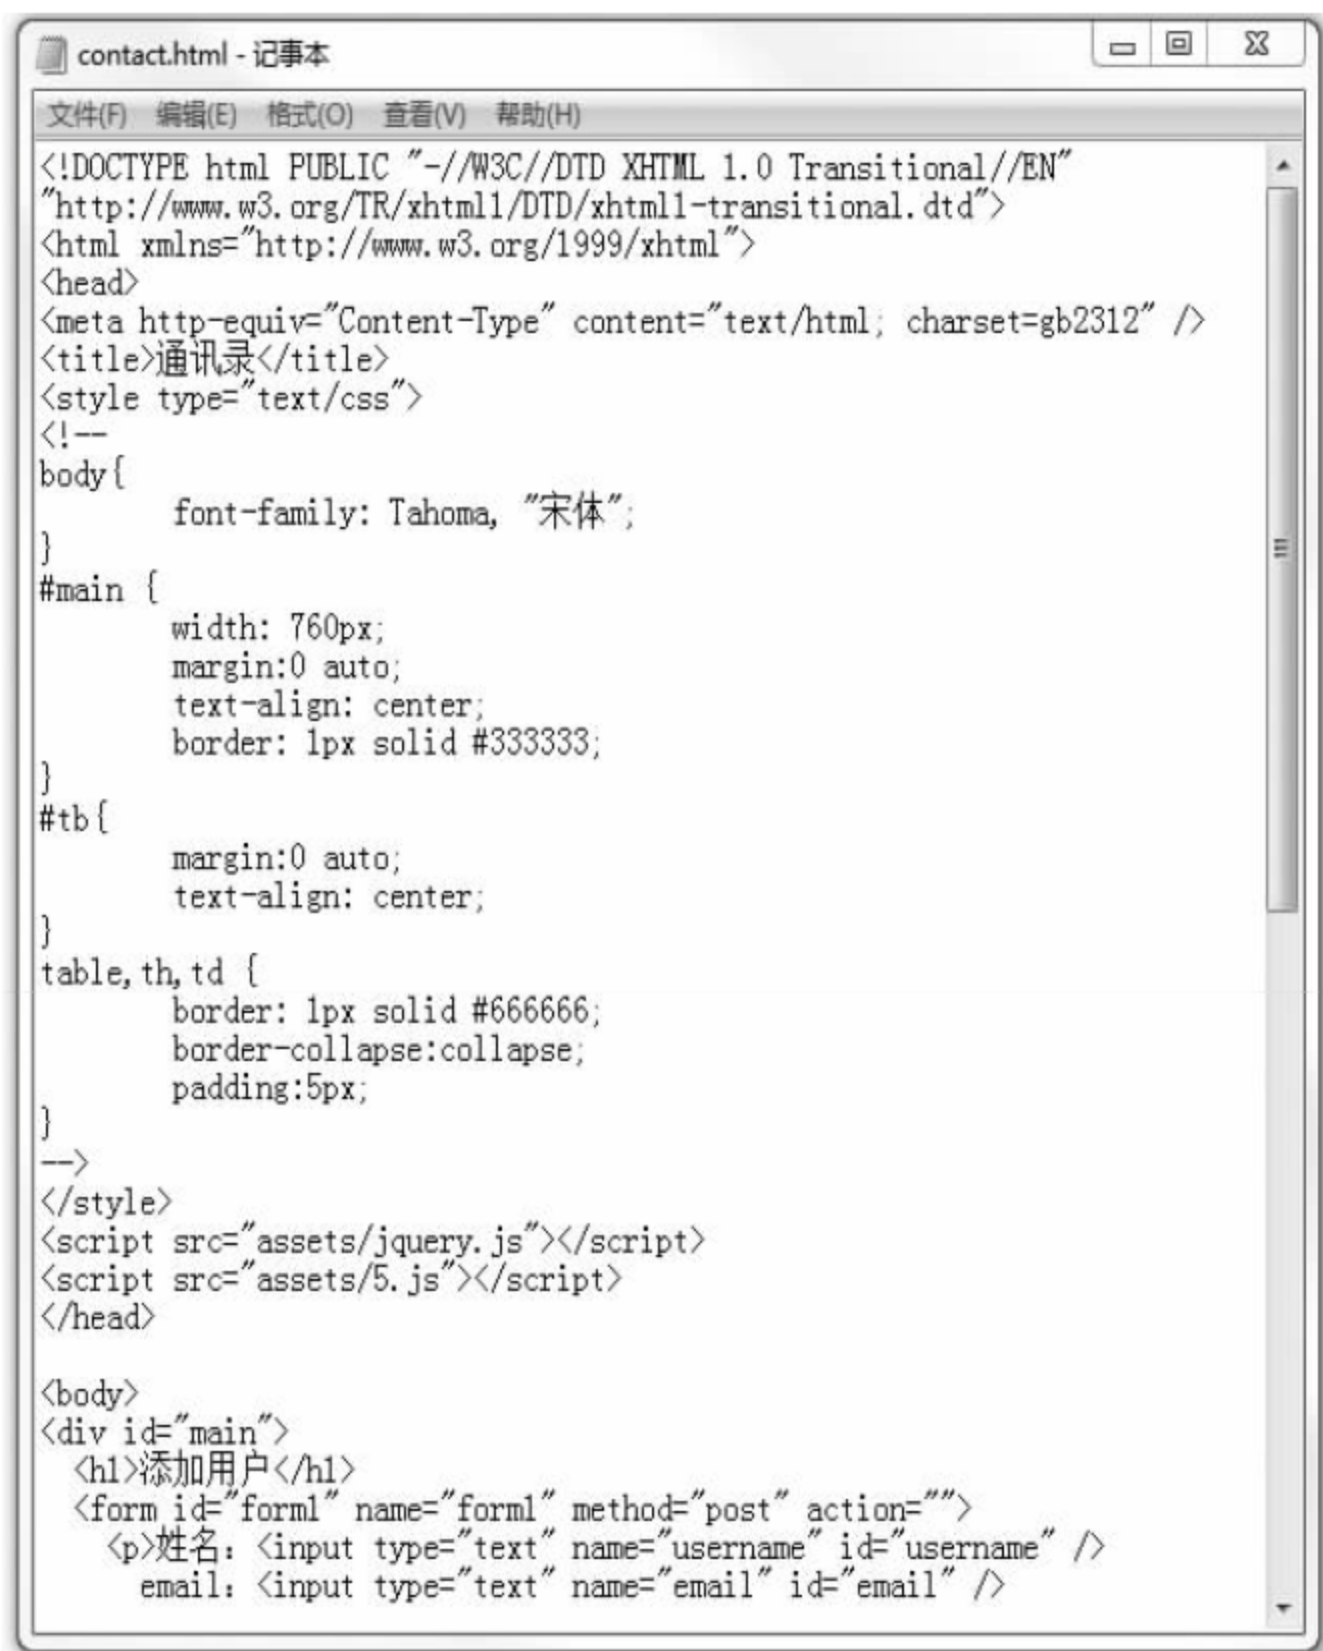 contact.html - 记事本
文件(F) 编辑(E) 格式(O) 查看(V) 帮助(H)
<!DOCTYPE html PUBLIC "-//W3C//DTD XHTML 1.0 Transitional//EN"
"http://www.w3.org/TR/xhtml1/DTD/xhtml1-transitional.dtd">
<html xmlns="http://www.w3.org/1999/xhtml">
<head>
<meta http-equiv="Content-Type" content="text/html; charset=gb2312" />
<title>通讯录</title>
<style type="text/css">
<!--
body{
        font-family: Tahoma, "宋体";
}
#main {
        width: 760px;
        margin:0 auto;
        text-align: center;
        border: 1px solid #333333;
}
#tb{
        margin:0 auto;
        text-align: center;
}
table,th,td {
        border: 1px solid #666666;
        border-collapse:collapse;
        padding:5px;
}
-->
</style>
<script src="assets/jquery.js"></script>
<script src="assets/5.js"></script>
</head>

<body>
<div id="main">
  <h1>添加用户</h1>
  <form id="form1" name="form1" method="post" action="">
    <p>姓名：<input type="text" name="username" id="username" />
      email：<input type="text" name="email" id="email" />